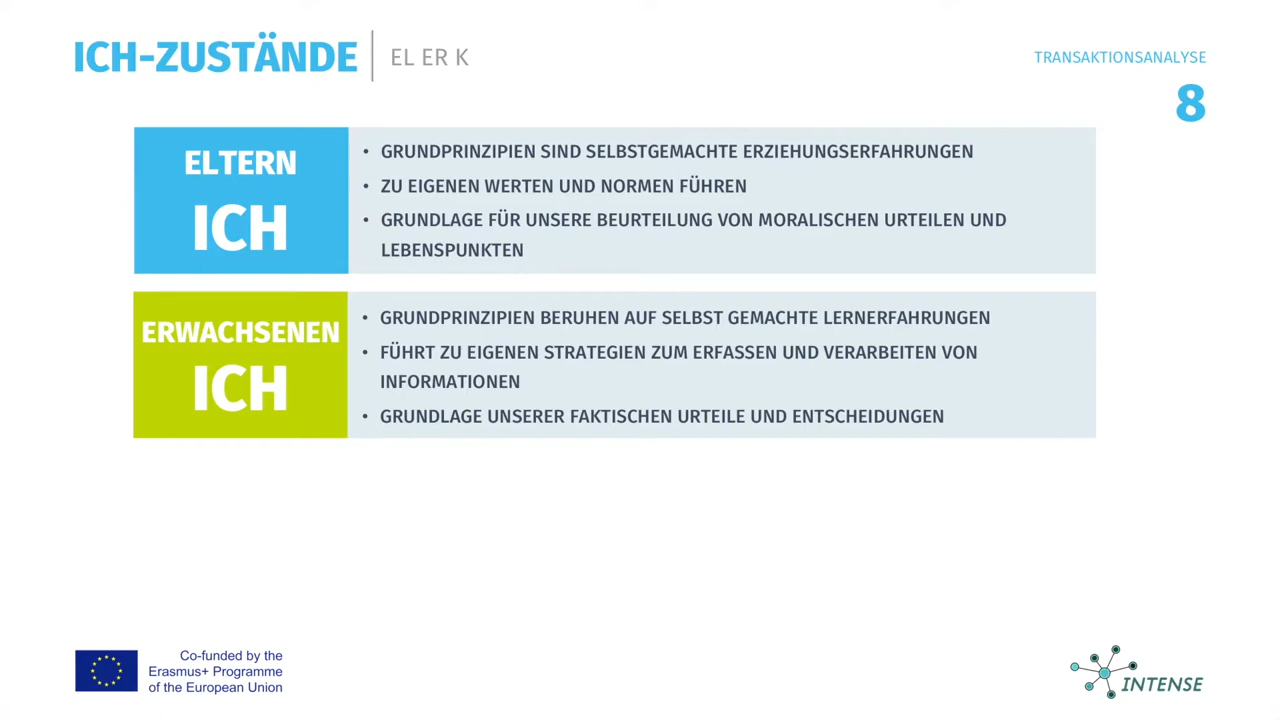 ICH-ZUSTÄNDE
EL ER K
TRANSAKTIONSANALYSE
8
ELTERN
ICH
• GRUNDPRINZIPIEN SIND SELBSTGEMACHTE ERZIEHUNGSERFAHRUNGEN
• ZU EIGENEN WERTEN UND NORMEN FÜHREN
• GRUNDLAGE FÜR UNSERE BEURTEILUNG VON MORALISCHEN URTEILEN UND
LEBENSPUNKTEN
ERWACHSENEN
ICH
• GRUNDPRINZIPIEN BERUHEN AUF SELBST GEMACHTE LERNERFAHRUNGEN
• FÜHRT ZU EIGENEN STRATEGIEN ZUM ERFASSEN UND VERARBEITEN VON
INFORMATIONEN
• GRUNDLAGE UNSERER FAKTISCHEN URTEILE UND ENTSCHEIDUNGEN
Co-funded by the
Erasmus+ Programme
of the European Union
INTENSE